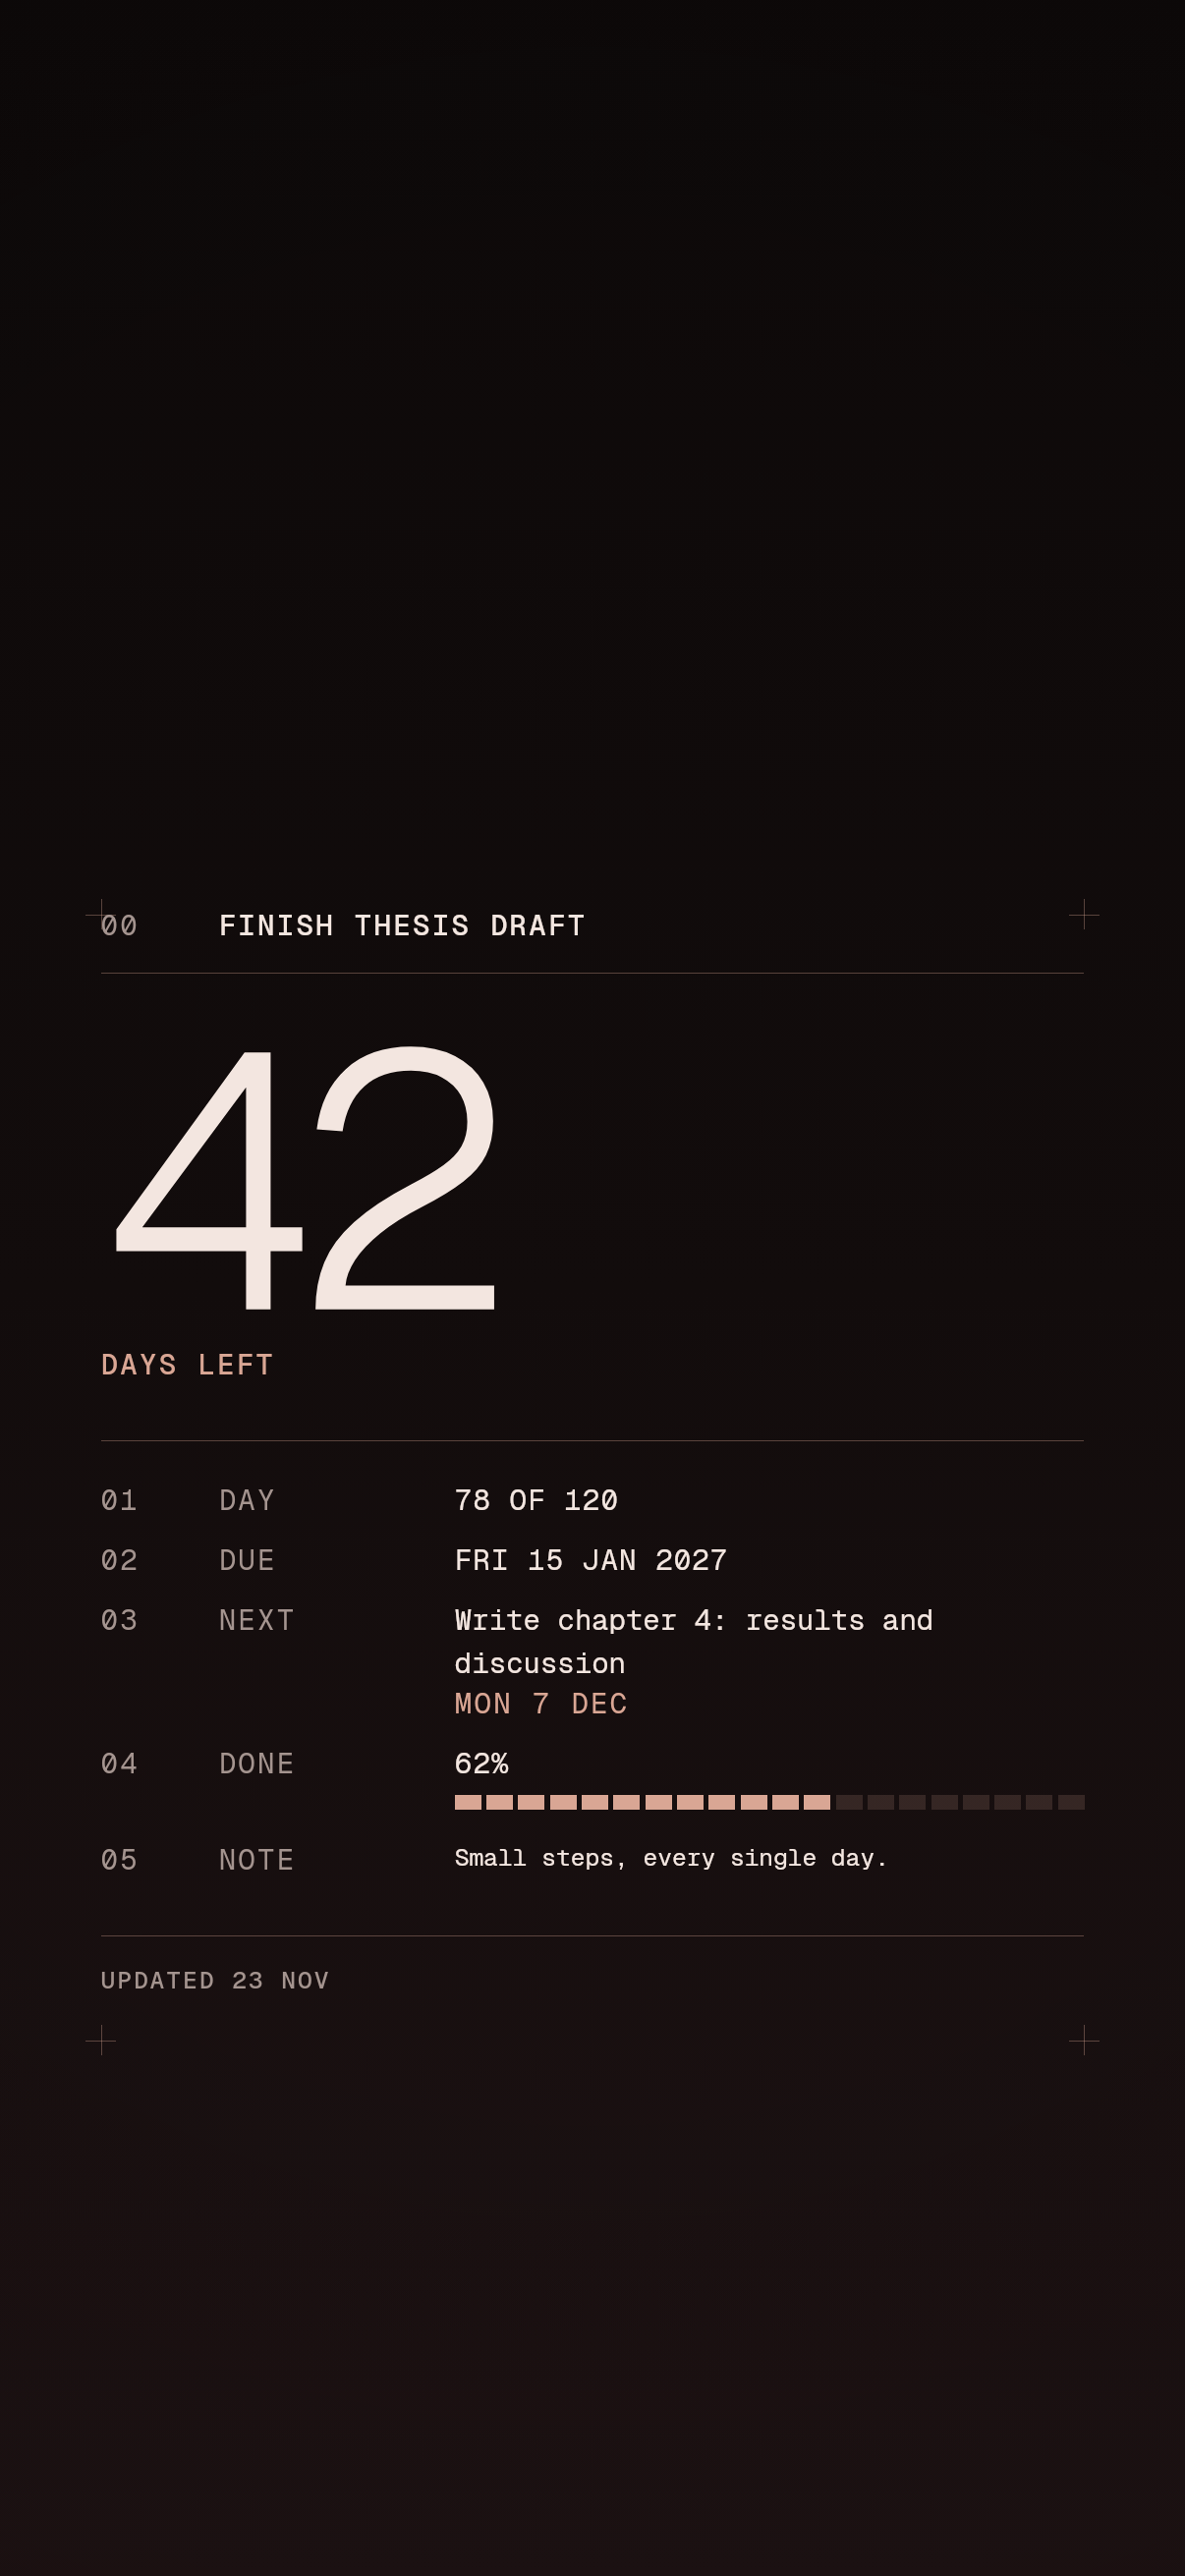 00 FINISH THESIS DRAFT
42
DAYS LEFT
01 DAY 78 OF 120
02 DUE FRI 15 JAN 2027
03 NEXT Write chapter 4: results and
discussion
MON 7 DEC
04 DONE 62%
05 NOTE Small steps, every single day.
UPDATED 23 NOV